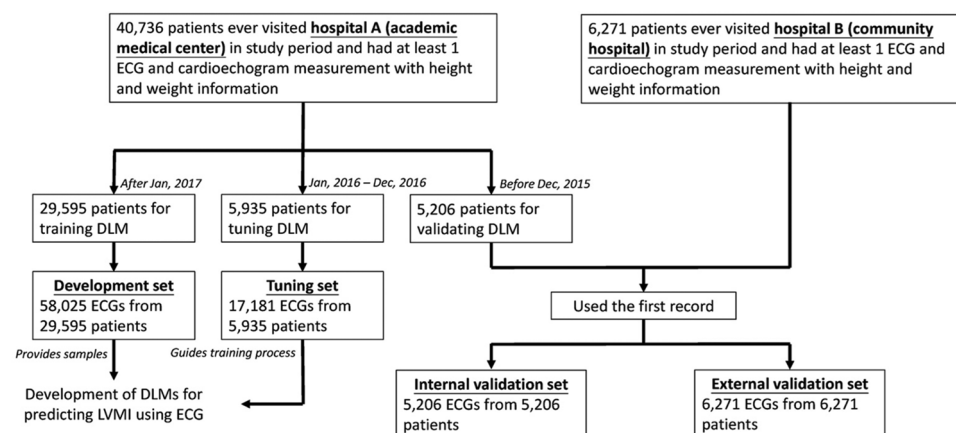 40,736 patients ever visited hospital A (academic
medical center) in study period and had at least 1
ECG and cardioechogram measurement with height
and weight information
6,271 patients ever visited hospital B (community
hospital) in study period and had at least 1 ECG and
cardioechogram measurement with height and
weight information
After Jan, 2017
Jan, 2016 – Dec, 2016
Before Dec, 2015
29,595 patients for
training DLM
5,935 patients for
tuning DLM
5,206 patients for
validating DLM
Development set
58,025 ECGs from
29,595 patients
Tuning set
17,181 ECGs from
5,935 patients
Used the first record
Provides samples
Guides training process
Development of DLMs for
predicting LVMI using ECG
Internal validation set
5,206 ECGs from 5,206
patients
External validation set
6,271 ECGs from 6,271
patients